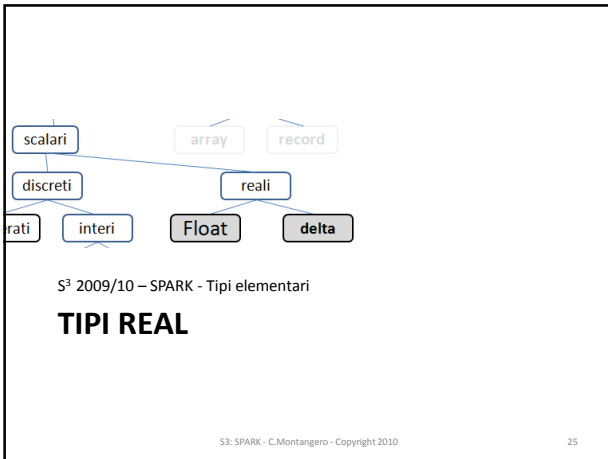 scalari
array
record
discreti
reali
erati
interi
Float
delta
S³ 2009/10 – SPARK - Tipi elementari
TIPI REAL
S3: SPARK - C.Montangero - Copyright 2010
25